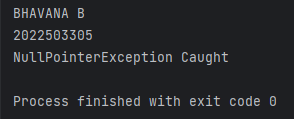 BHAVANA B
2022503305
NullPointerException Caught
Process finished with exit code 0